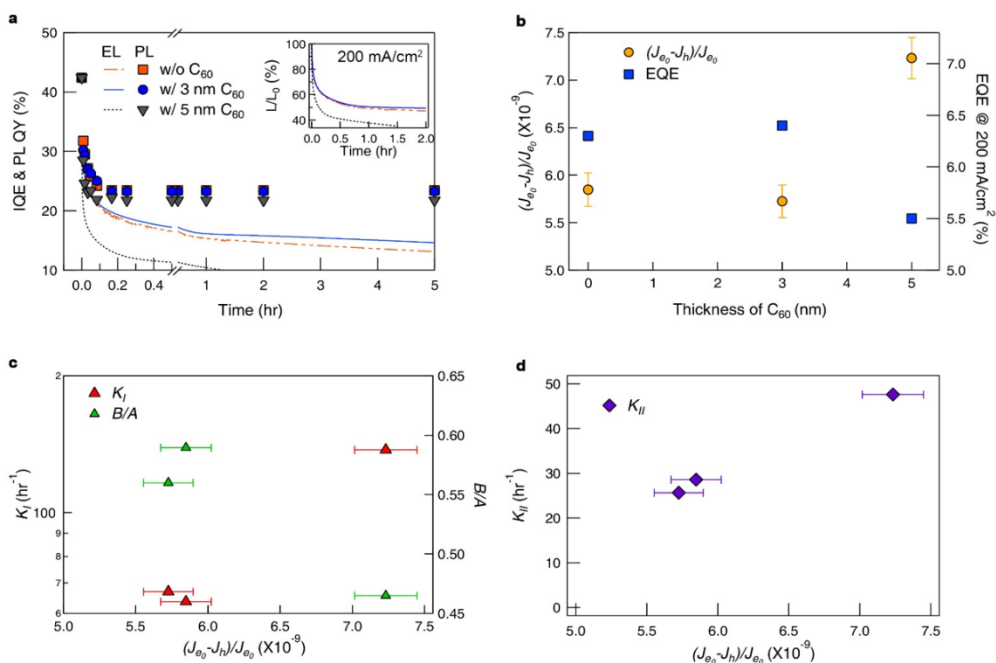 a
IQE & PL QY (%)
50
40
30
20
10
EL PL
w/o C60
w/ 3 nm C60
w/ 5 nm C60
L/L0 (%)
100
80
60
40
200 mA/cm²
0.0 0.5 1.0 1.5 2.0
Time (hr)
0.0 0.2 0.4 1 2 3 4 5
Time (hr)
b
(Je0-Jh)/Je0 (X10⁻⁹)
8.0
7.5
7.0
6.5
6.0
5.5
5.0
(Je0-Jh)/Je0
EQE
7.0
6.5
6.0
5.5
5.0
EQE @ 200 mA/cm² (%)
0 1 2 3 4 5
Thickness of C60 (nm)
c
KI (hr⁻¹)
2
100
9
8
7
6
KI
B/A
0.65
0.60
0.55
0.50
0.45
B/A
5.0 5.5 6.0 6.5 7.0 7.5
(Je0-Jh)/Je0 (X10⁻⁹)
d
KII (hr⁻¹)
50
40
30
20
10
0
KII
5.0 5.5 6.0 6.5 7.0 7.5
(Je0-Jh)/Je0 (X10⁻⁹)